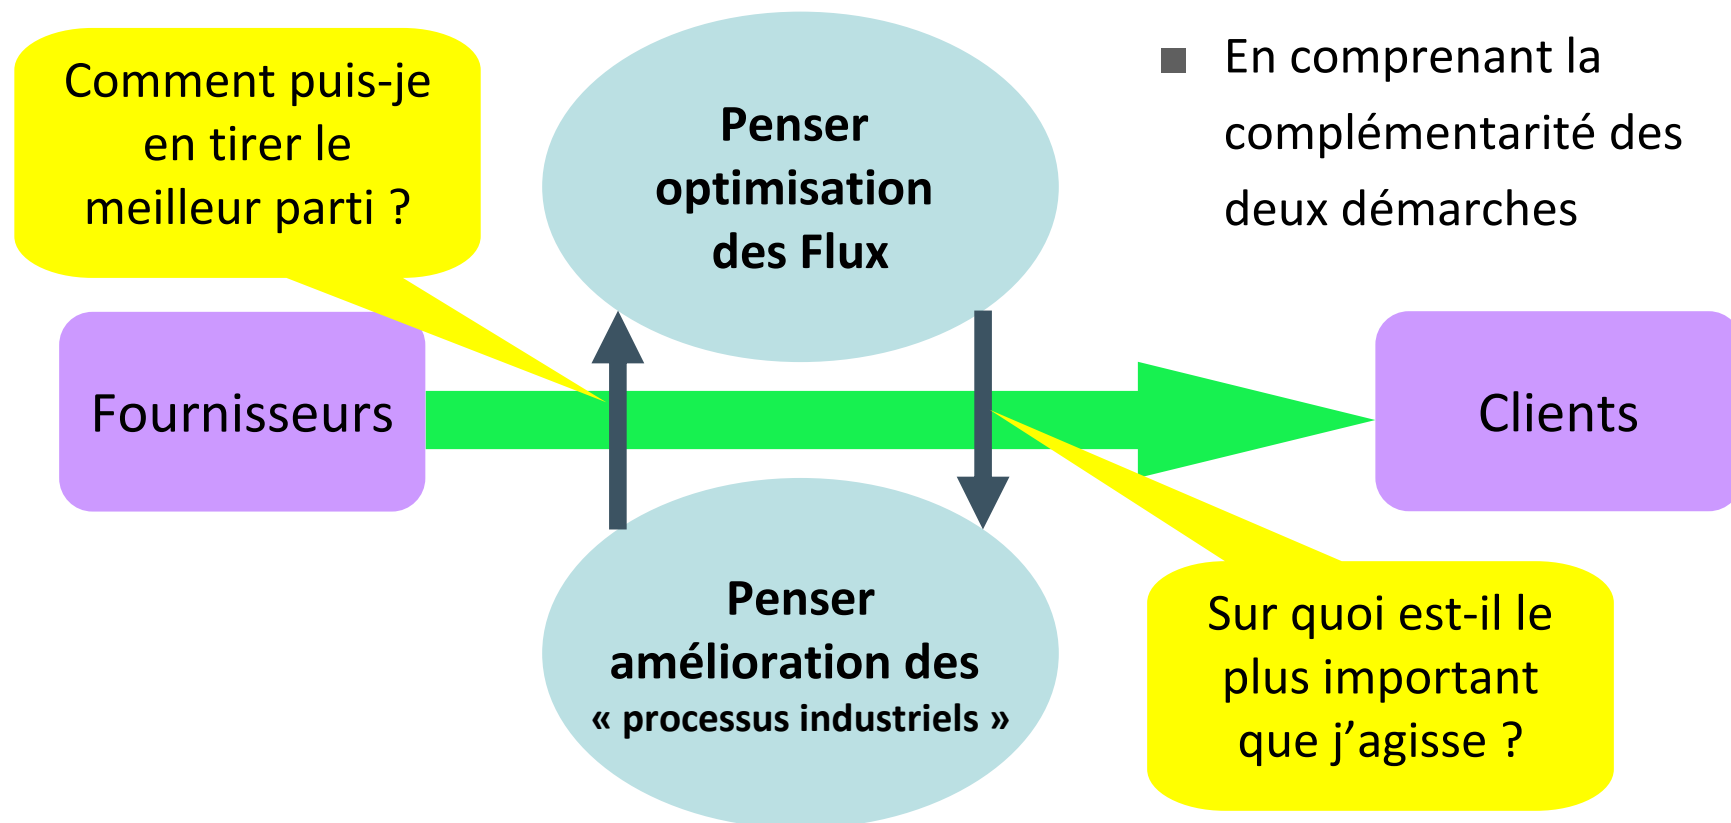 Comment puis-je
en tirer le
meilleur parti ?
Penser
optimisation
des Flux
En comprenant la
complémentarité des
deux démarches
Fournisseurs
Clients
Penser
amélioration des
« processus industriels »
Sur quoi est-il le
plus important
que j’agisse ?